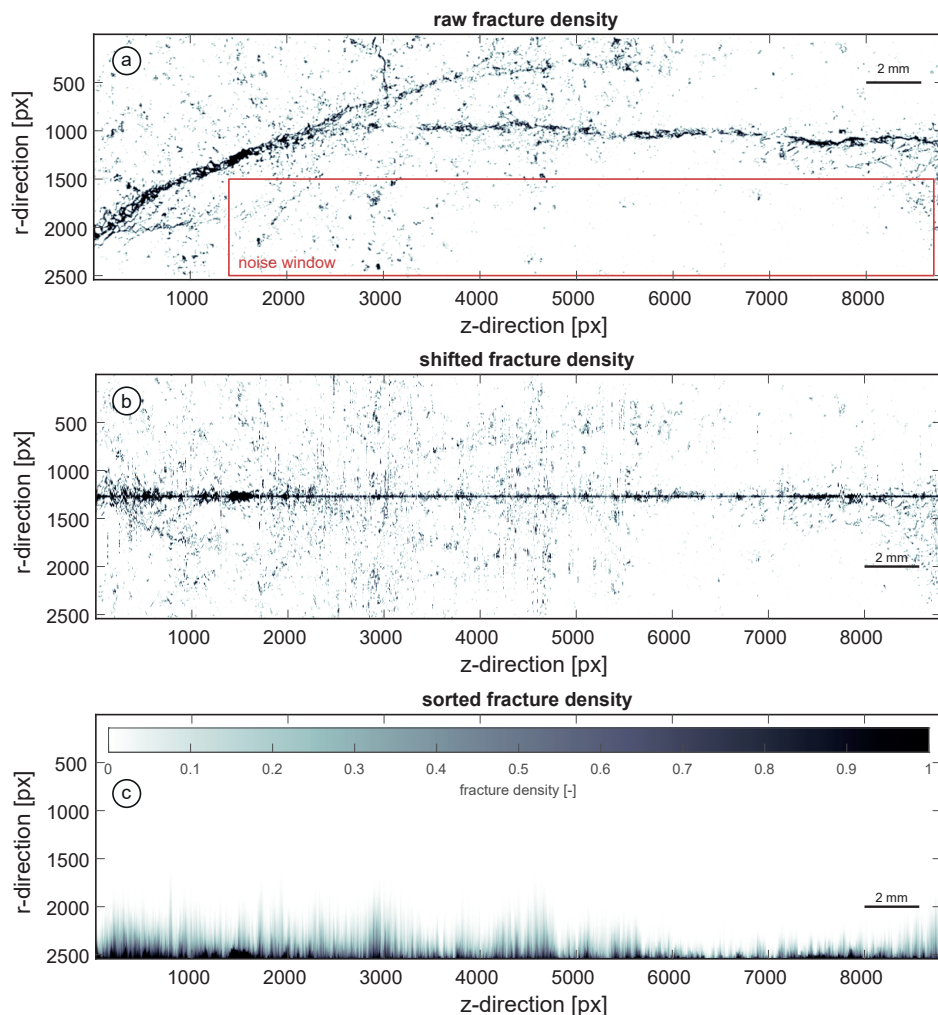 raw fracture density
a
2 mm
500
1000
1500
2000
2500
r-direction [px]
noise window
1000 2000 3000 4000 5000 6000 7000 8000
z-direction [px]
shifted fracture density
b
500
1000
1500
2000
2500
r-direction [px]
2 mm
1000 2000 3000 4000 5000 6000 7000 8000
z-direction [px]
sorted fracture density
0 0.1 0.2 0.3 0.4 0.5 0.6 0.7 0.8 0.9 1
fracture density [-]
c
500
1000
1500
2000
2500
r-direction [px]
2 mm
1000 2000 3000 4000 5000 6000 7000 8000
z-direction [px]